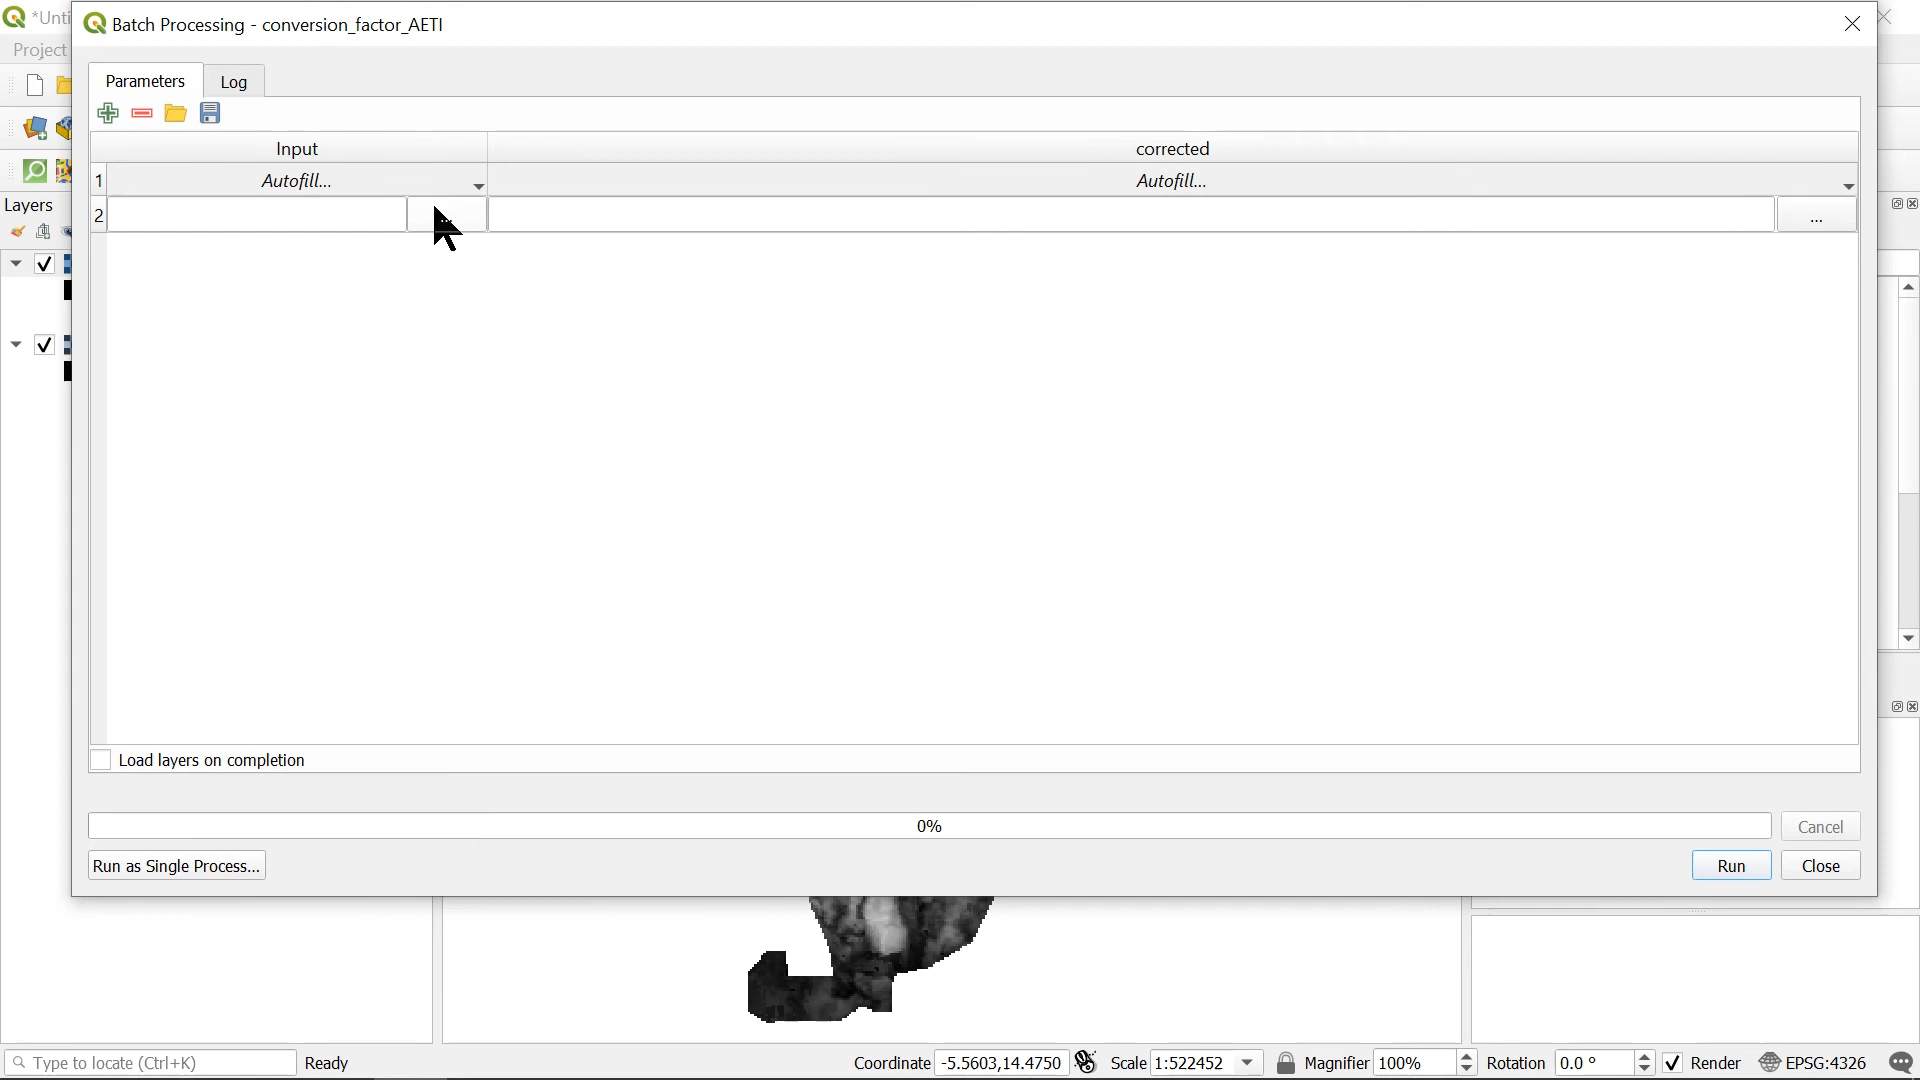 *Unti
Batch Processing - conversion_factor_AETI
Project
Parameters
Log
Input
corrected
1
Autofill...
Autofill...
Layers
2
...
...
Load layers on completion
0%
Cancel
Run as Single Process...
Run
Close
Type to locate (Ctrl+K)
Ready
Coordinate
-5.5603,14.4750
Scale
1:522452
Magnifier
100%
Rotation
0.0 °
Render
EPSG:4326